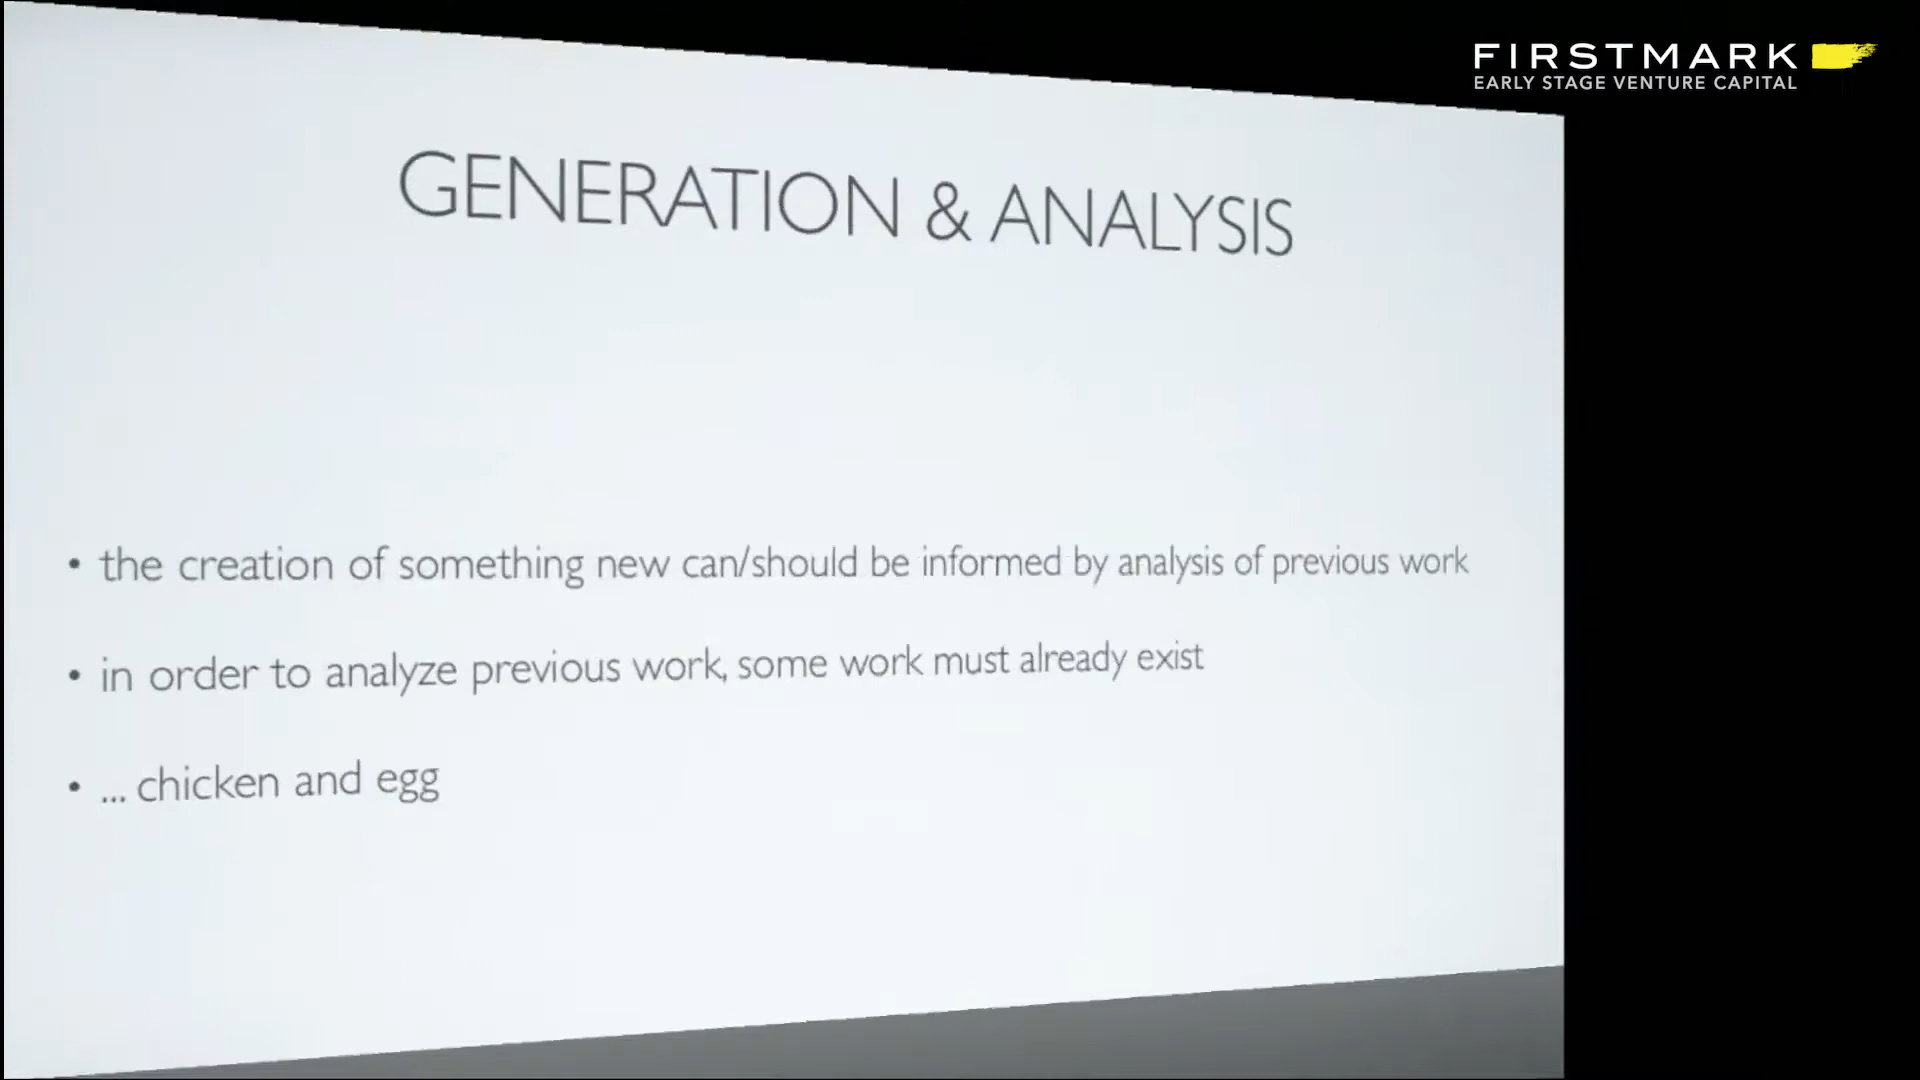 FIRSTMARK
EARLY STAGE VENTURE CAPITAL
GENERATION & ANALYSIS
• the creation of something new can/should be informed by analysis of previous work
• in order to analyze previous work, some work must already exist
• ... chicken and egg